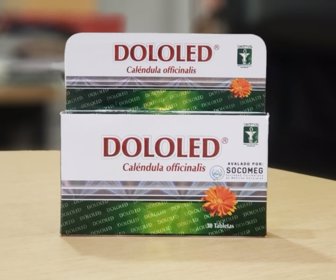 DOLOLED®
Caléndula officinalis
DOLOLED®
Caléndula officinalis
AVALADO POR:
SOCOMEG
30 Tabletas